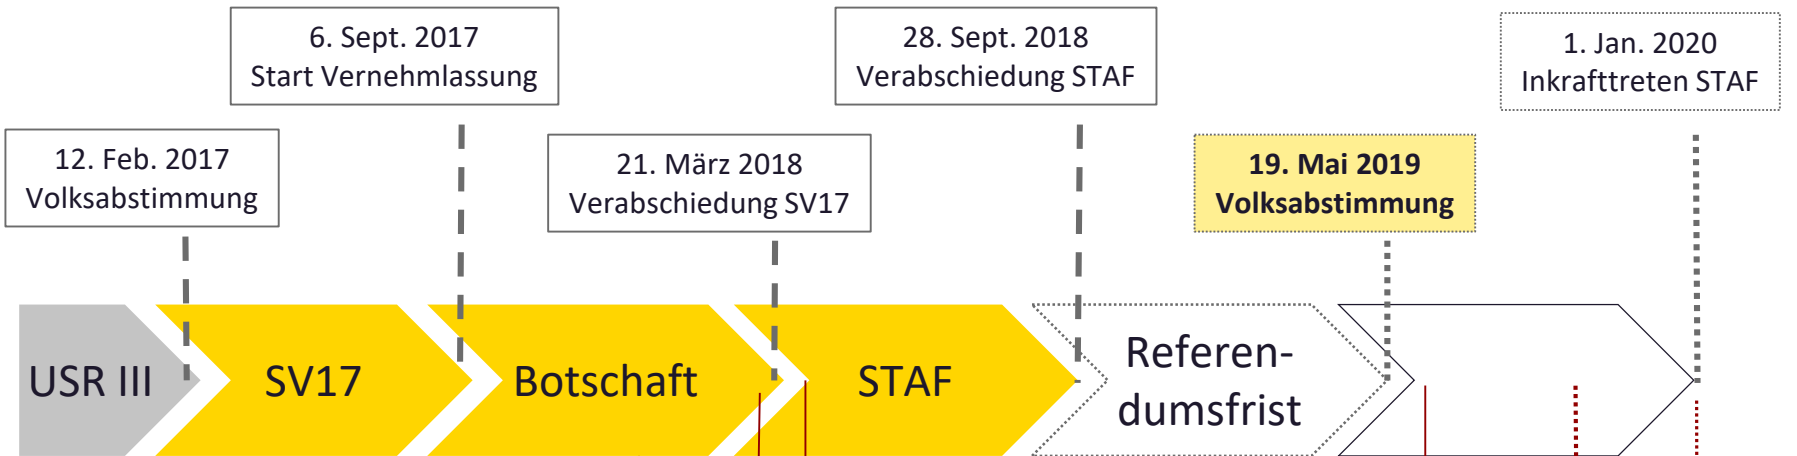 6. Sept. 2017
Start Vernehmlassung
28. Sept. 2018
Verabschiedung STAF
1. Jan. 2020
Inkrafttreten STAF
12. Feb. 2017
Volksabstimmung
21. März 2018
Verabschiedung SV17
19. Mai 2019
Volksabstimmung
USR III
SV17
Botschaft
STAF
Referen-
dumsfrist